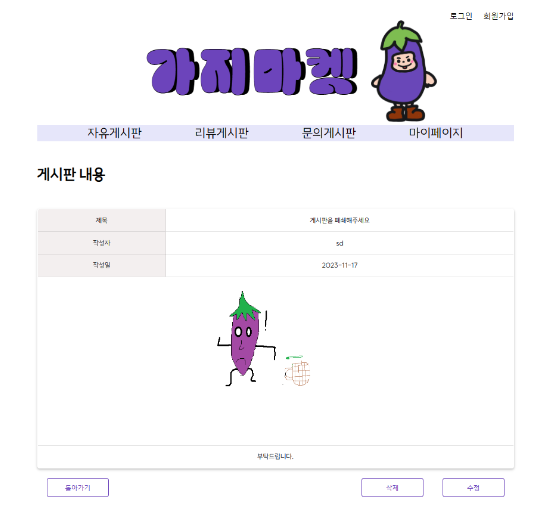 로그인 회원가입
가지마켓
자유게시판 리뷰게시판 문의게시판 마이페이지
게시판 내용
제목 게시판을 폐쇄해주세요
작성자 sd
작성일 2023-11-17
부탁드립니다.
돌아가기 삭제 수정